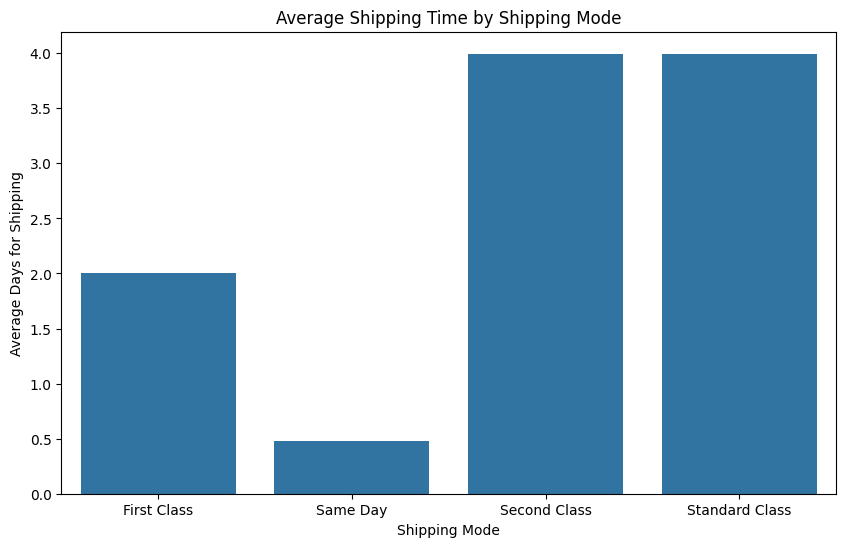 Average Shipping Time by Shipping Mode
Average Days for Shipping
4.0
3.5
3.0
2.5
2.0
1.5
1.0
0.5
0.0
First Class
Same Day
Second Class
Standard Class
Shipping Mode